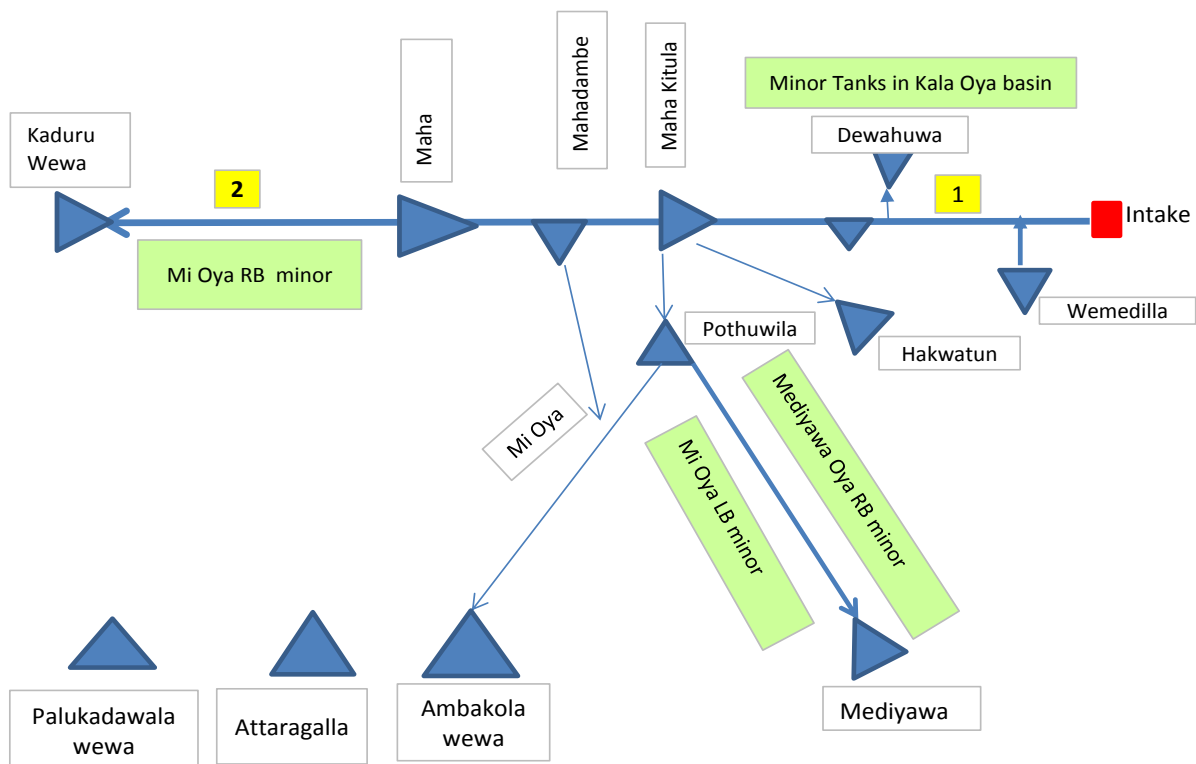 Maha
Mahadambe
Maha Kitula
Minor Tanks in Kala Oya basin
Dewahuwa
Kaduru
Wewa
2
1
Intake
Mi Oya RB  minor
Wemedilla
Pothuwila
Hakwatun
Mi Oya
Mi Oya LB minor
Mediyawa Oya RB minor
Palukadawala
wewa
Attaragalla
Ambakola
wewa
Mediyawa